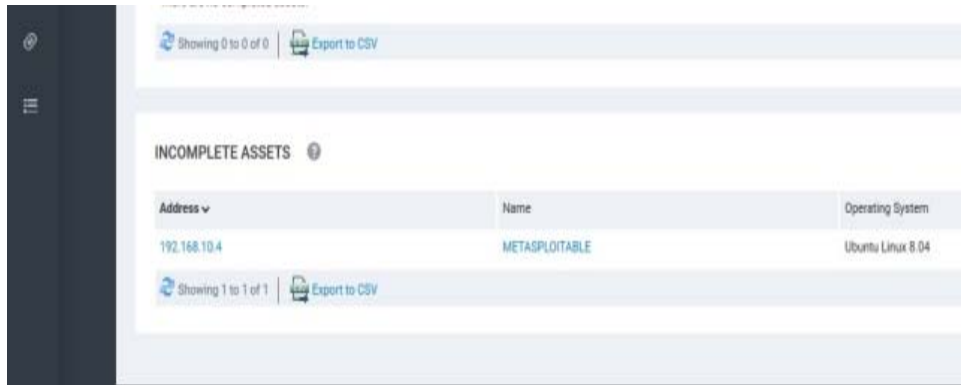 Showing 0 to 0 of 0 Export to CSV
INCOMPLETE ASSETS
Address Name Operating System
192.168.10.4 METASPLOITABLE Ubuntu Linux 8.04
Showing 1 to 1 of 1 Export to CSV